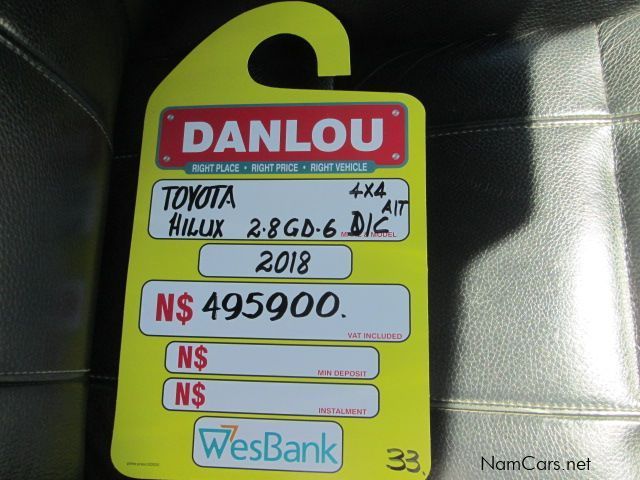 DANLOU
RIGHT PLACE • RIGHT PRICE • RIGHT VEHICLE
TOYOTA 4X4 A/T
HILUX 2.8GD.6 D/C
MAKE & MODEL
2018
N$ 495900.
VAT INCLUDED
N$
MIN DEPOSIT
N$
INSTALMENT
WesBank
33.
NamCars.net